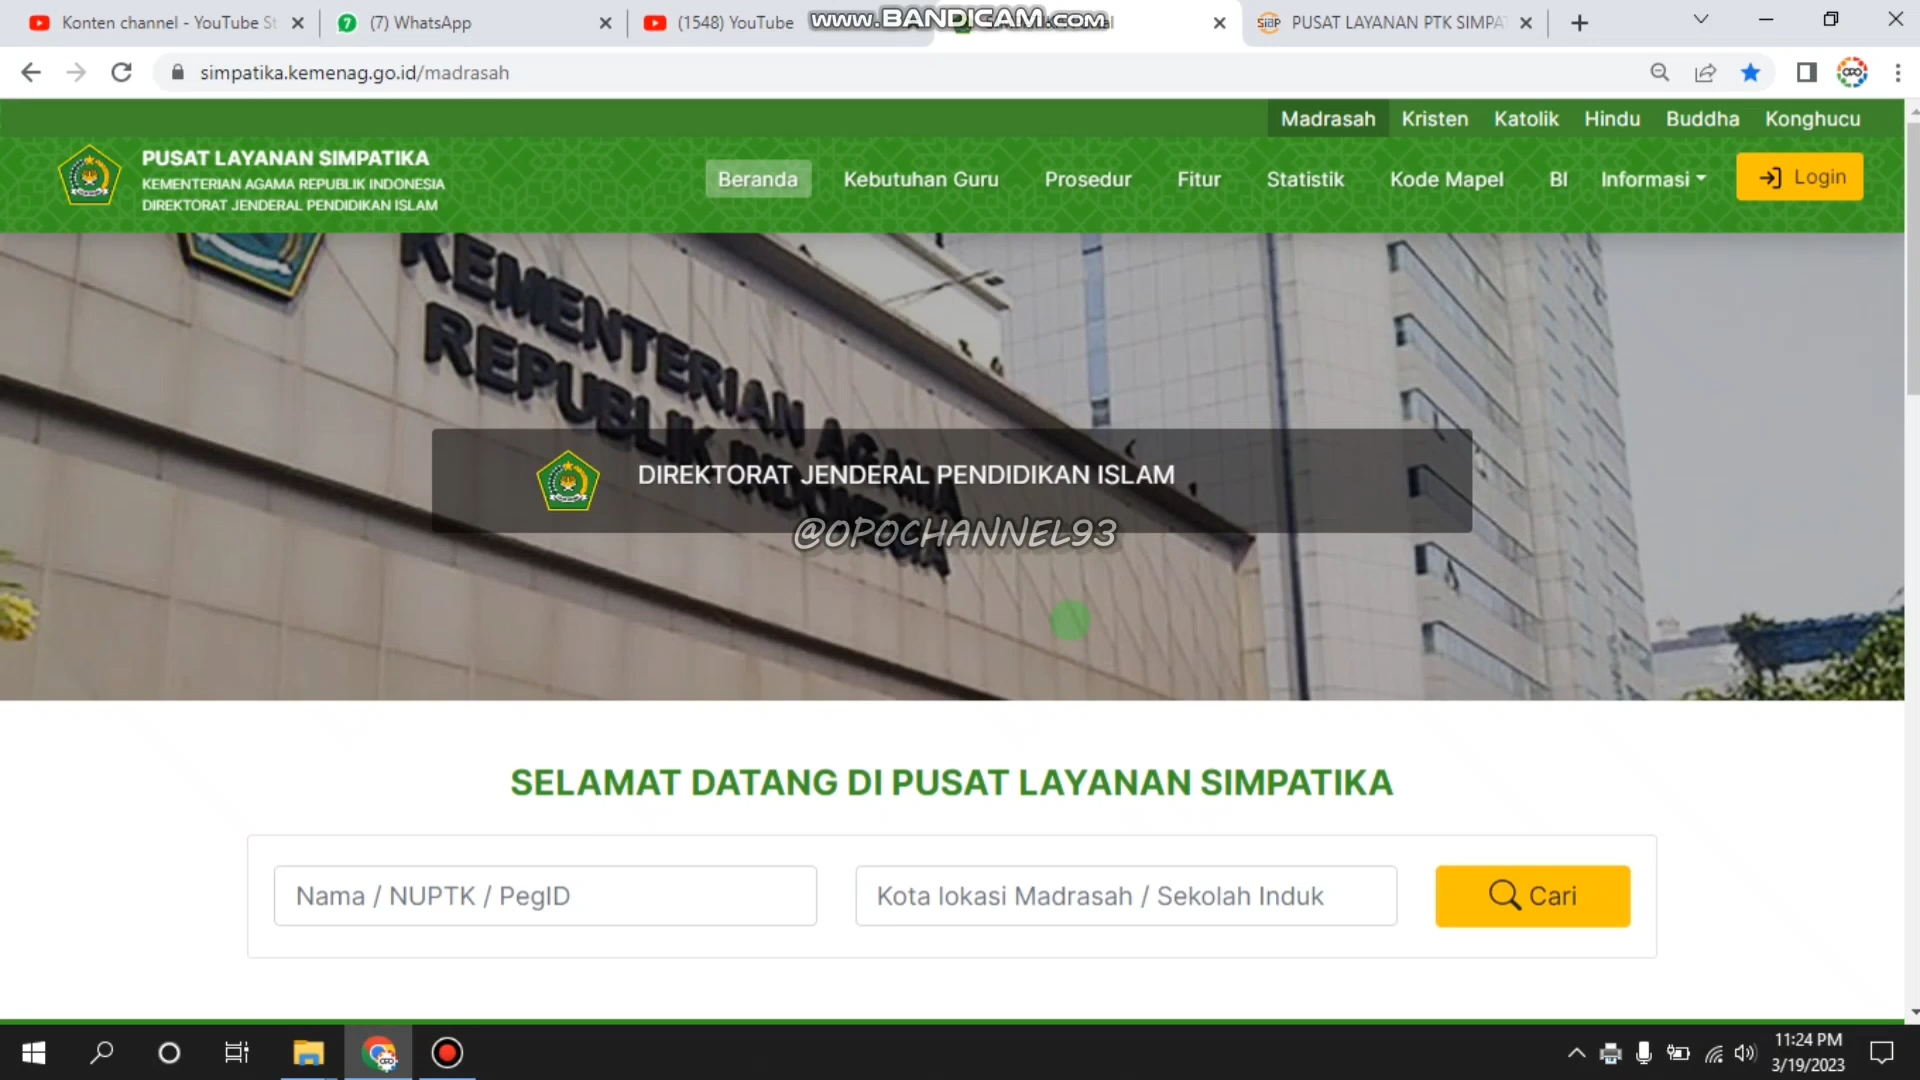 Konten channel - YouTube St
(7) WhatsApp
(1548) YouTube
www.BANDICAM.com
PUSAT LAYANAN PTK SIMPA
simpatika.kemenag.go.id/madrasah
Madrasah Kristen Katolik Hindu Buddha Konghucu
PUSAT LAYANAN SIMPATIKA
KEMENTERIAN AGAMA REPUBLIK INDONESIA
DIREKTORAT JENDERAL PENDIDIKAN ISLAM
Beranda Kebutuhan Guru Prosedur Fitur Statistik Kode Mapel BI Informasi Login
KEMENTERIAN AGAMA
REPUBLIK INDONESIA
DIREKTORAT JENDERAL PENDIDIKAN ISLAM
@OPOCHANNEL93
SELAMAT DATANG DI PUSAT LAYANAN SIMPATIKA
Nama / NUPTK / PegID
Kota lokasi Madrasah / Sekolah Induk
Cari
11:24 PM
3/19/2023